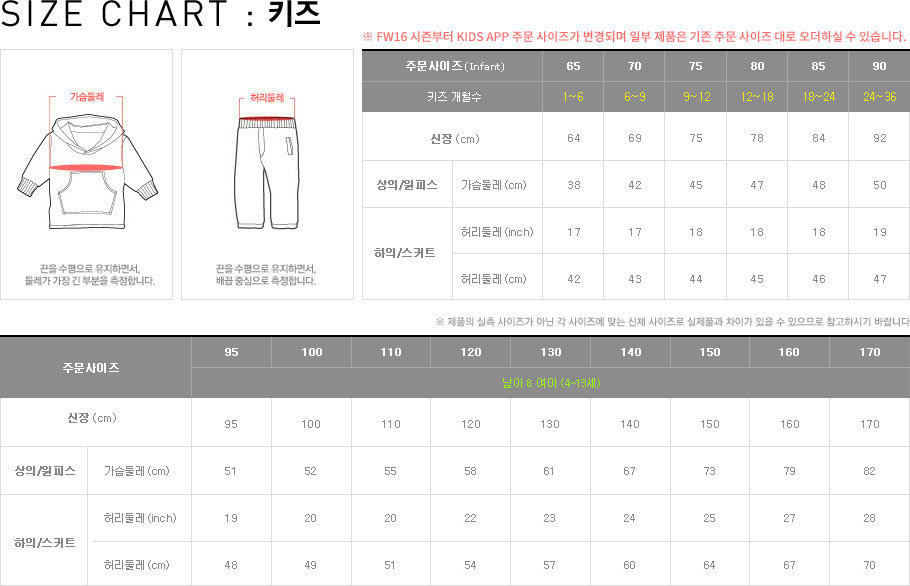 SIZE CHART : 키즈
※ FW16 시즌부터 KIDS APP 주문 사이즈가 변경되며 일부 제품은 기존 주문 사이즈 대로 오더하실 수 있습니다.
가슴둘레
끈을 수평으로 유지하면서,
둘레가 가장 긴 부분을 측정합니다.
허리둘레
끈을 수평으로 유지하면서,
배꼽 중심으로 측정합니다.
주문사이즈(Infant) 65 70 75 80 85 90
키즈 개월수 1~6 6~9 9~12 12~18 18~24 24~36
신장 (cm) 64 69 75 78 84 92
상의/원피스 가슴둘레(cm) 38 42 45 47 48 50
하의/스커트
허리둘레(inch) 17 17 18 18 18 19
허리둘레(cm) 42 43 44 45 46 47
※ 제품의 실측 사이즈가 아닌 각 사이즈에 맞는 신체 사이즈로 실제품과 차이가 있을 수 있으므로 참고하시기 바랍니다
주문사이즈 95 100 110 120 130 140 150 160 170
남아 & 여아 (4~13세)
신장 (cm) 95 100 110 120 130 140 150 160 170
상의/원피스 가슴둘레(cm) 51 52 55 58 61 67 73 79 82
하의/스커트
허리둘레(inch) 19 20 20 22 23 24 25 27 28
허리둘레(cm) 48 49 51 54 57 60 64 67 70